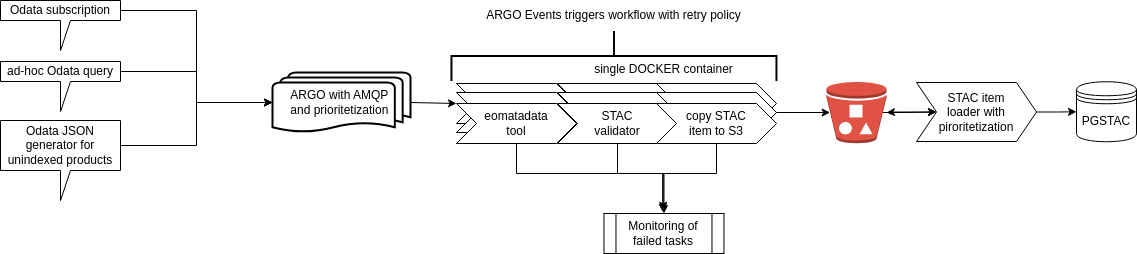 Odata subscription
ad-hoc Odata query
Odata JSON
generator for
unindexed products
ARGO with AMQP
and prioritetization
ARGO Events triggers workflow with retry policy
single DOCKER container
eomatadata
tool
STAC
validator
copy STAC
item to S3
Monitoring of
failed tasks
STAC item
loader with
piroritetization
PGSTAC